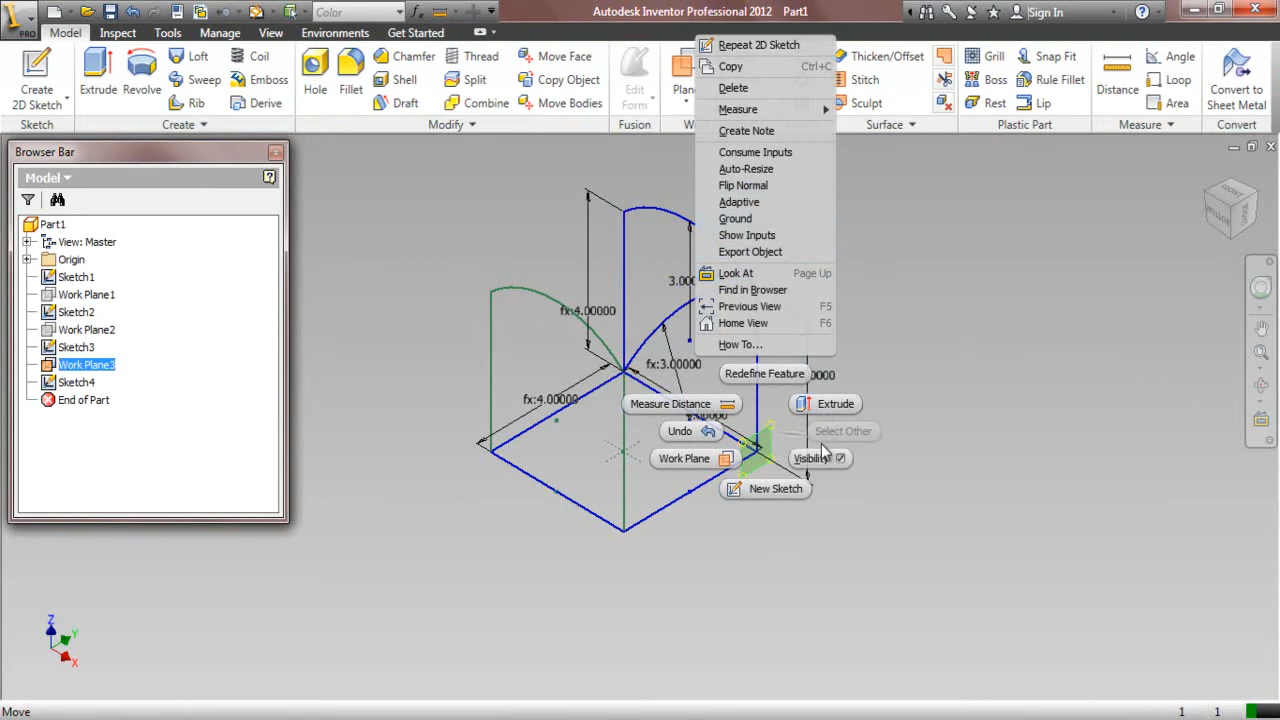 Color
Autodesk Inventor Professional 2012 Part1
Sign In
PRO
Model Inspect Tools Manage View Environments Get Started
Create
2D Sketch
Extrude
Revolve
Loft
Sweep
Rib
Coil
Emboss
Derive
Hole
Fillet
Chamfer
Shell
Draft
Thread
Split
Combine
Move Face
Copy Object
Move Bodies
Edit
Form
Thicken/Offset
Stitch
Sculpt
Grill
Boss
Rest
Snap Fit
Rule Fillet
Lip
Distance
Angle
Loop
Area
Convert to
Sheet Metal
Sketch
Create
Modify
Fusion
Surface
Plastic Part
Measure
Convert
Browser Bar
Model
Part1
View: Master
Origin
Sketch1
Work Plane1
Sketch2
Work Plane2
Sketch3
Work Plane3
Sketch4
End of Part
Repeat 2D Sketch
Copy Ctrl+C
Delete
Measure
Create Note
Consume Inputs
Auto-Resize
Flip Normal
Adaptive
Ground
Show Inputs
Export Object
Look At Page Up
Find in Browser
Previous View F5
Home View F6
How To...
Redefine Feature
Measure Distance
Extrude
Undo
Select Other
Work Plane
Visibility
New Sketch
fx:4.00000
fx:3.00000
fx:4.00000
FRONT
BOTTOM
Z
Y
X
Move
1 1